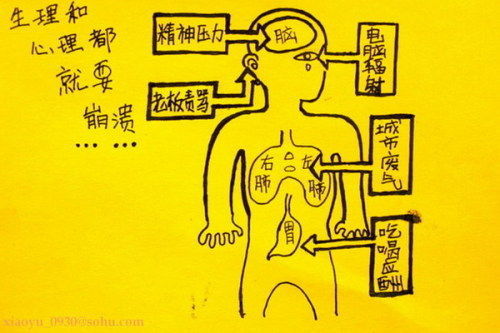 生理和
心理都
就要
崩溃
… …
精神压力
脑
电脑辐射
老板责骂
城市废气
右肺
左肺
胃
吃喝应酬
xiaoyu_0930@sohu.com